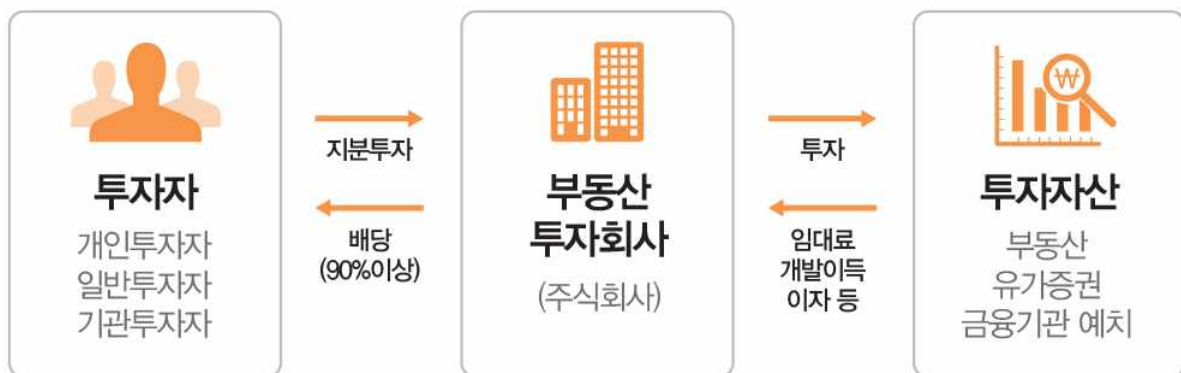 투자자
개인투자자
일반투자자
기관투자자
지분투자
배당
(90%이상)
부동산
투자회사
(주식회사)
투자
임대료
개발이득
이자 등
₩
투자자산
부동산
유가증권
금융기관 예치